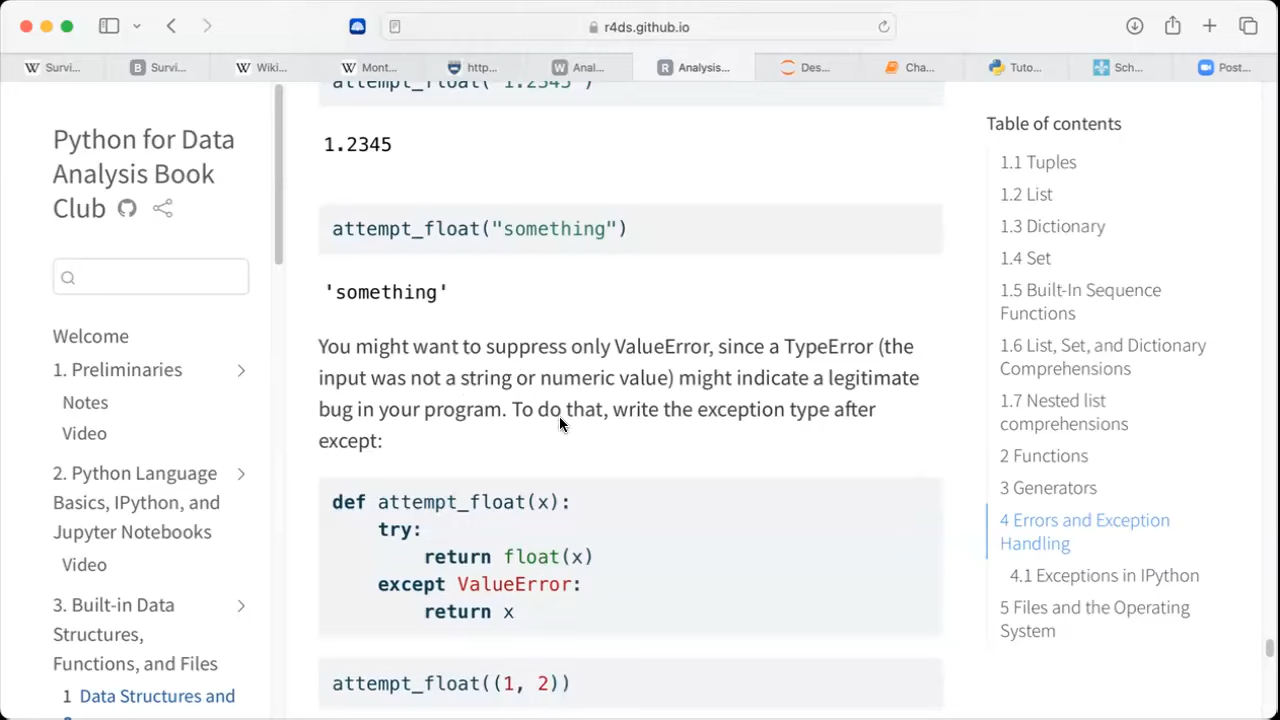 r4ds.github.io
Survi...
Survi...
Wiki...
Mont...
http...
Anal...
Analysis...
Des...
Cha...
Tuto...
Sch...
Post...
Python for Data
Analysis Book
Club
Welcome
1. Preliminaries
Notes
Video
2. Python Language
Basics, IPython, and
Jupyter Notebooks
Video
3. Built-in Data
Structures,
Functions, and Files
1 Data Structures and
attempt_float("1.2345")
1.2345
attempt_float("something")
'something'
You might want to suppress only ValueError, since a TypeError (the
input was not a string or numeric value) might indicate a legitimate
bug in your program. To do that, write the exception type after
except:
def attempt_float(x):
try:
return float(x)
except ValueError:
return x
attempt_float((1, 2))
Table of contents
1.1 Tuples
1.2 List
1.3 Dictionary
1.4 Set
1.5 Built-In Sequence
Functions
1.6 List, Set, and Dictionary
Comprehensions
1.7 Nested list
comprehensions
2 Functions
3 Generators
4 Errors and Exception
Handling
4.1 Exceptions in IPython
5 Files and the Operating
System